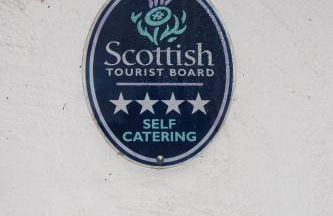 Scottish
TOURIST BOARD
★★★★
SELF
CATERING